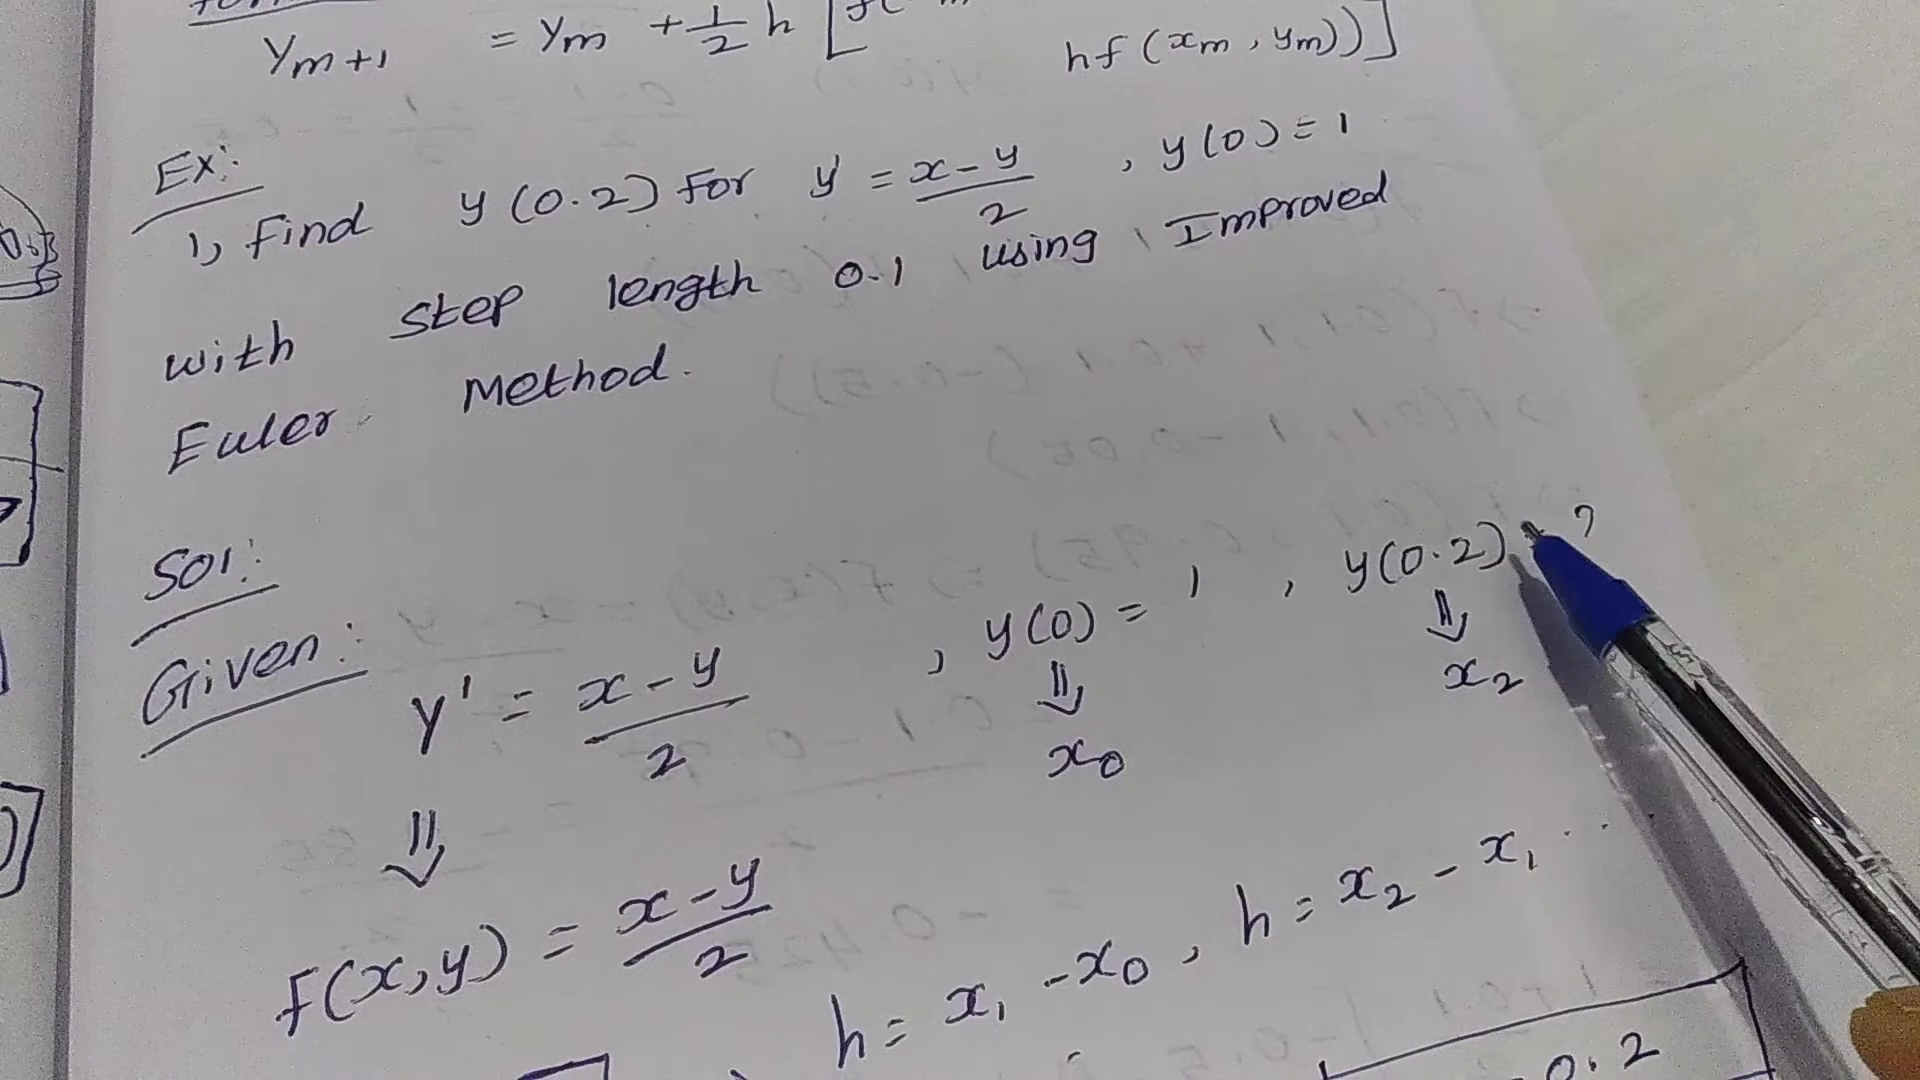 Ym+1 = Ym + 1/2 h [f(
hf (xm, ym))]
Ex:
1, Find y(0.2) For y' = x-y/2 , y(0) = 1
with step length 0.1 using Improved
Euler Method.
Sol:
Given: y' = x-y/2 , y(0) = 1 , y(0.2) ?
⇓ x0 ⇓ x2
⇓
f(x,y) = x-y/2
h = x1 - x0 , h = x2 - x1 ...
0.2